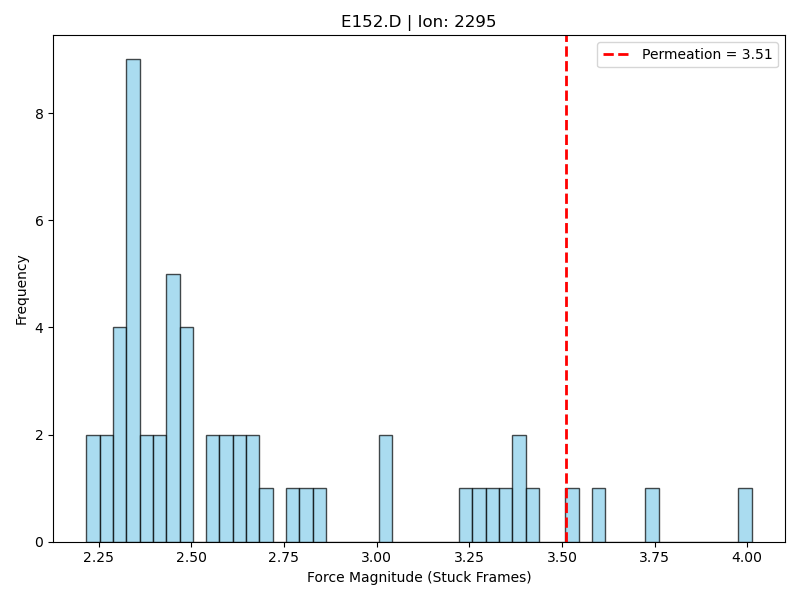 E152.D | Ion: 2295
Permeation = 3.51
8
6
4
2
0
Frequency
2.25 2.50 2.75 3.00 3.25 3.50 3.75 4.00
Force Magnitude (Stuck Frames)